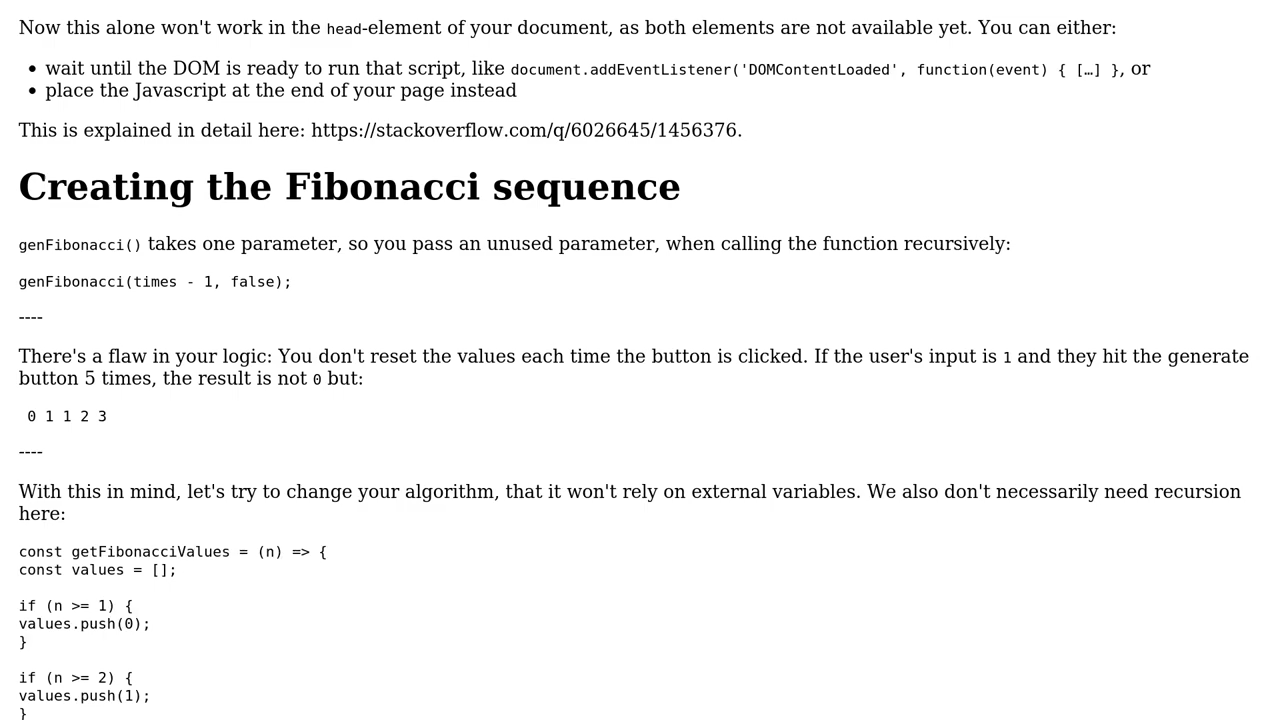 Now this alone won't work in the head-element of your document, as both elements are not available yet. You can either:
• wait until the DOM is ready to run that script, like document.addEventListener('DOMContentLoaded', function(event) { […] }, or
• place the Javascript at the end of your page instead
This is explained in detail here: https://stackoverflow.com/q/6026645/1456376.
Creating the Fibonacci sequence
genFibonacci() takes one parameter, so you pass an unused parameter, when calling the function recursively:
genFibonacci(times - 1, false);
----
There's a flaw in your logic: You don't reset the values each time the button is clicked. If the user's input is 1 and they hit the generate
button 5 times, the result is not 0 but:
0 1 1 2 3
----
With this in mind, let's try to change your algorithm, that it won't rely on external variables. We also don't necessarily need recursion
here:
const getFibonacciValues = (n) => {
const values = [];
if (n >= 1) {
values.push(0);
}
if (n >= 2) {
values.push(1);
}